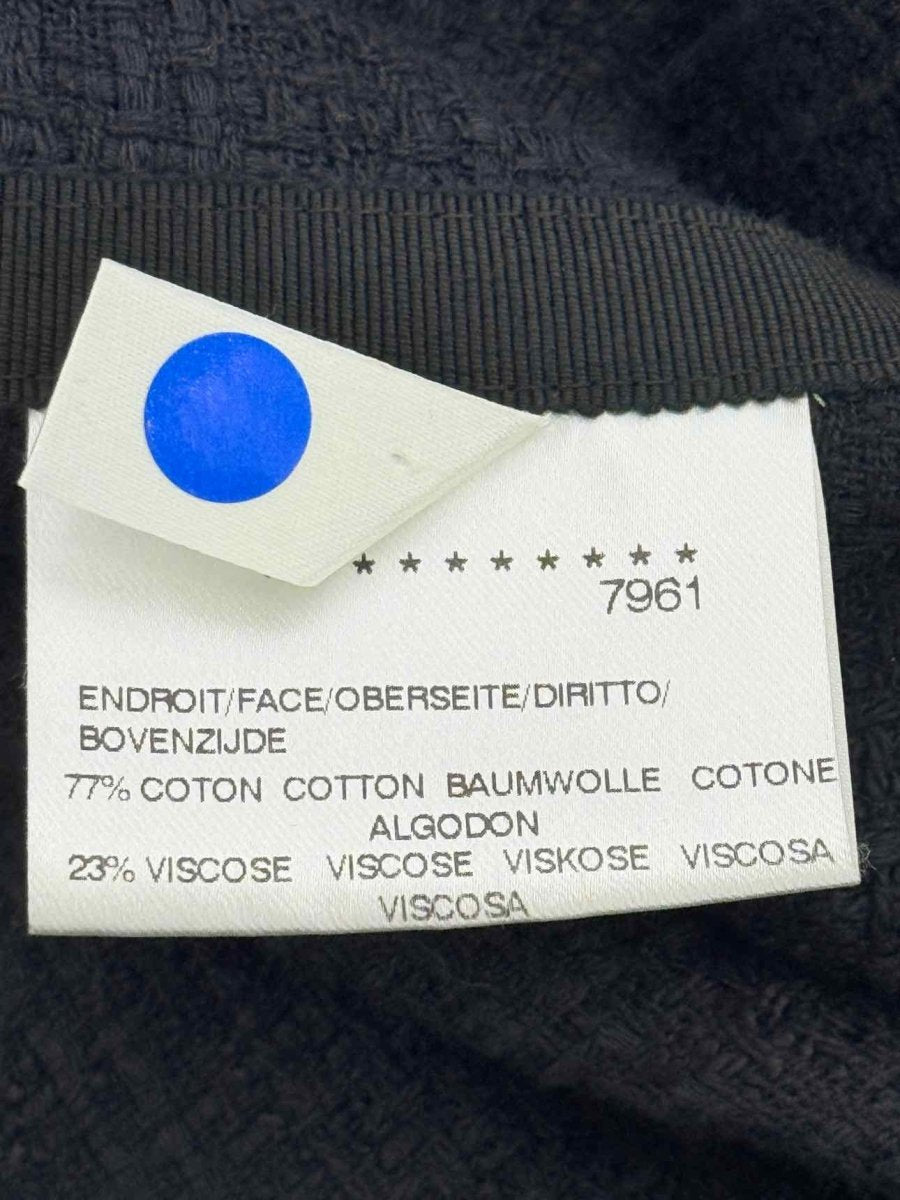 * * * * * * * *
7961
ENDROIT/FACE/OBERSEITE/DIRITTO/
BOVENZIJDE
77% COTON COTTON BAUMWOLLE COTONE
ALGODON
23% VISCOSE VISCOSE VISKOSE VISCOSA
VISCOSA